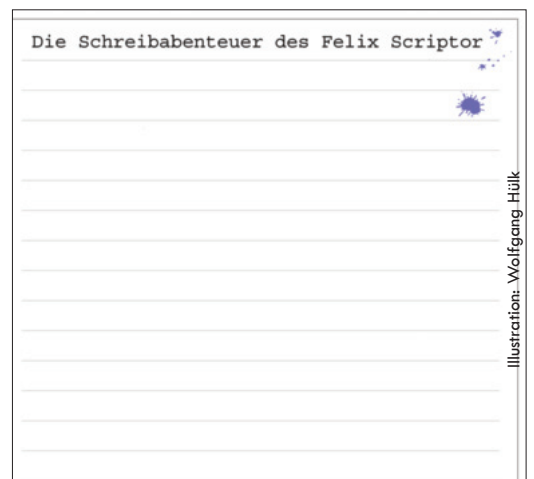 Die Schreibabenteuer des Felix Scriptor
Illustration: Wolfgang Hülk